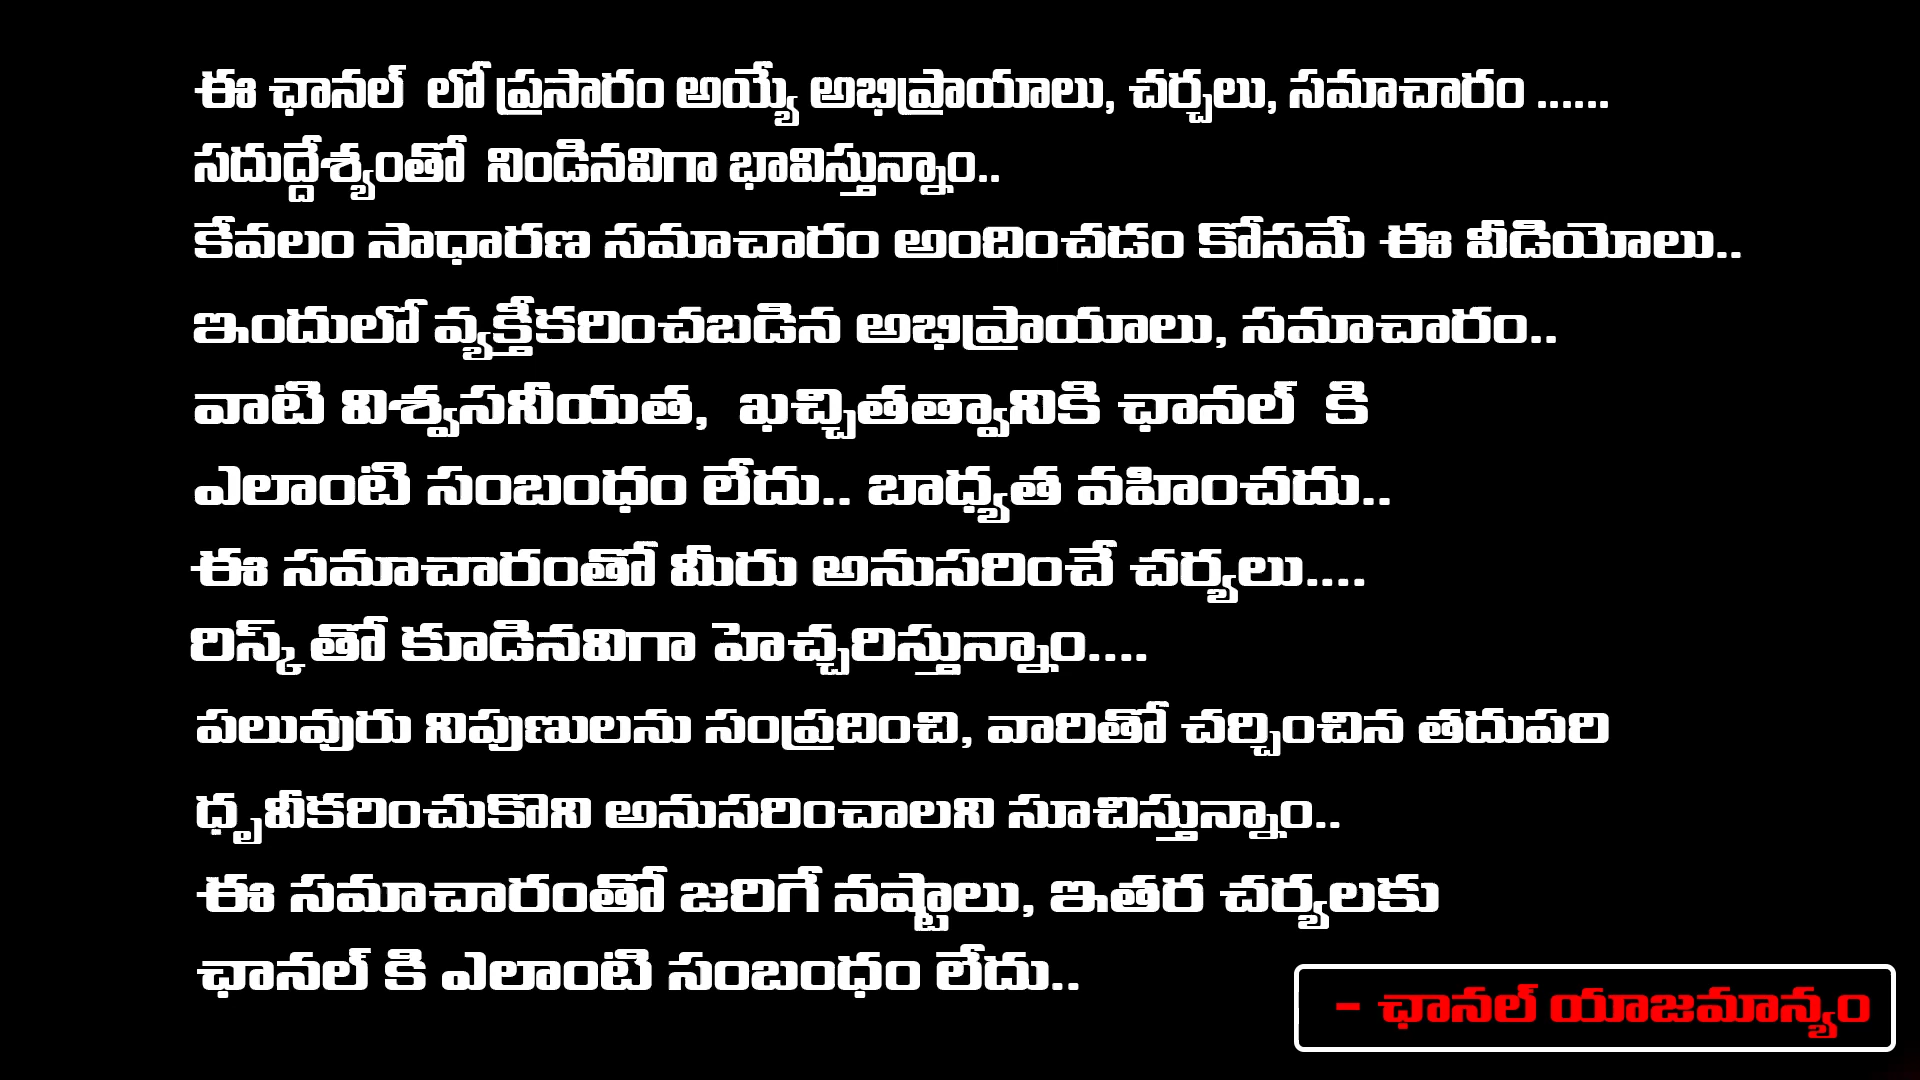 ఈ ఛానల్ లో ప్రసారం అయ్యే అభిప్రాయాలు, చర్చలు, సమాచారం ......
సదుద్దేశ్యంతో నిండినవిగా భావిస్తున్నాం..
కేవలం సాధారణ సమాచారం అందించడం కోసమే ఈ వీడియోలు..
ఇందులో వ్యక్తీకరించబడిన అభిప్రాయాలు, సమాచారం..
వాటి విశ్వసనీయత, ఖచ్చితత్వానికి ఛానల్ కి
ఎలాంటి సంబంధం లేదు.. బాధ్యత వహించదు..
ఈ సమాచారంతో మీరు అనుసరించే చర్యలు....
రిస్క్ తో కూడినవిగా హెచ్చరిస్తున్నాం....
పలువురు నిపుణులను సంప్రదించి, వారితో చర్చించిన తదుపరి
ధృవీకరించుకొని అనుసరించాలని సూచిస్తున్నాం..
ఈ సమాచారంతో జరిగే నష్టాలు, ఇతర చర్యలకు
ఛానల్ కి ఎలాంటి సంబంధం లేదు..
- ఛానల్ యాజమాన్యం